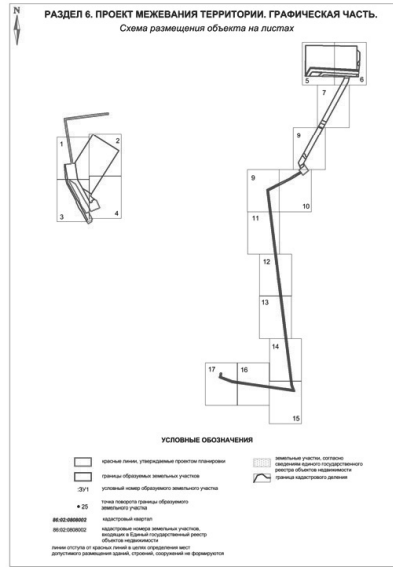 N
РАЗДЕЛ 6. ПРОЕКТ МЕЖЕВАНИЯ ТЕРРИТОРИИ. ГРАФИЧЕСКАЯ ЧАСТЬ.
Схема размещения объекта на листах
5
6
7
9
1
2
3
4
9
10
11
12
13
14
17
16
15
УСЛОВНЫЕ ОБОЗНАЧЕНИЯ
красные линии, утверждаемые проектом планировки
границы образуемых земельных участков
:ЗУ1 условный номер образуемого земельного участка
• 25 точка поворота границы образуемого
земельного участка
86:02:0808002 кадастровый квартал
86:02:0808002 кадастровые номера земельных участков,
входящих в Единый государственный реестр
объектов недвижимости
линии отступа от красных линий в целях определения мест
допустимого размещения зданий, строений, сооружений не формируются
земельные участки, согласно
сведениям единого государственного
реестра объектов недвижимости
граница кадастрового деления